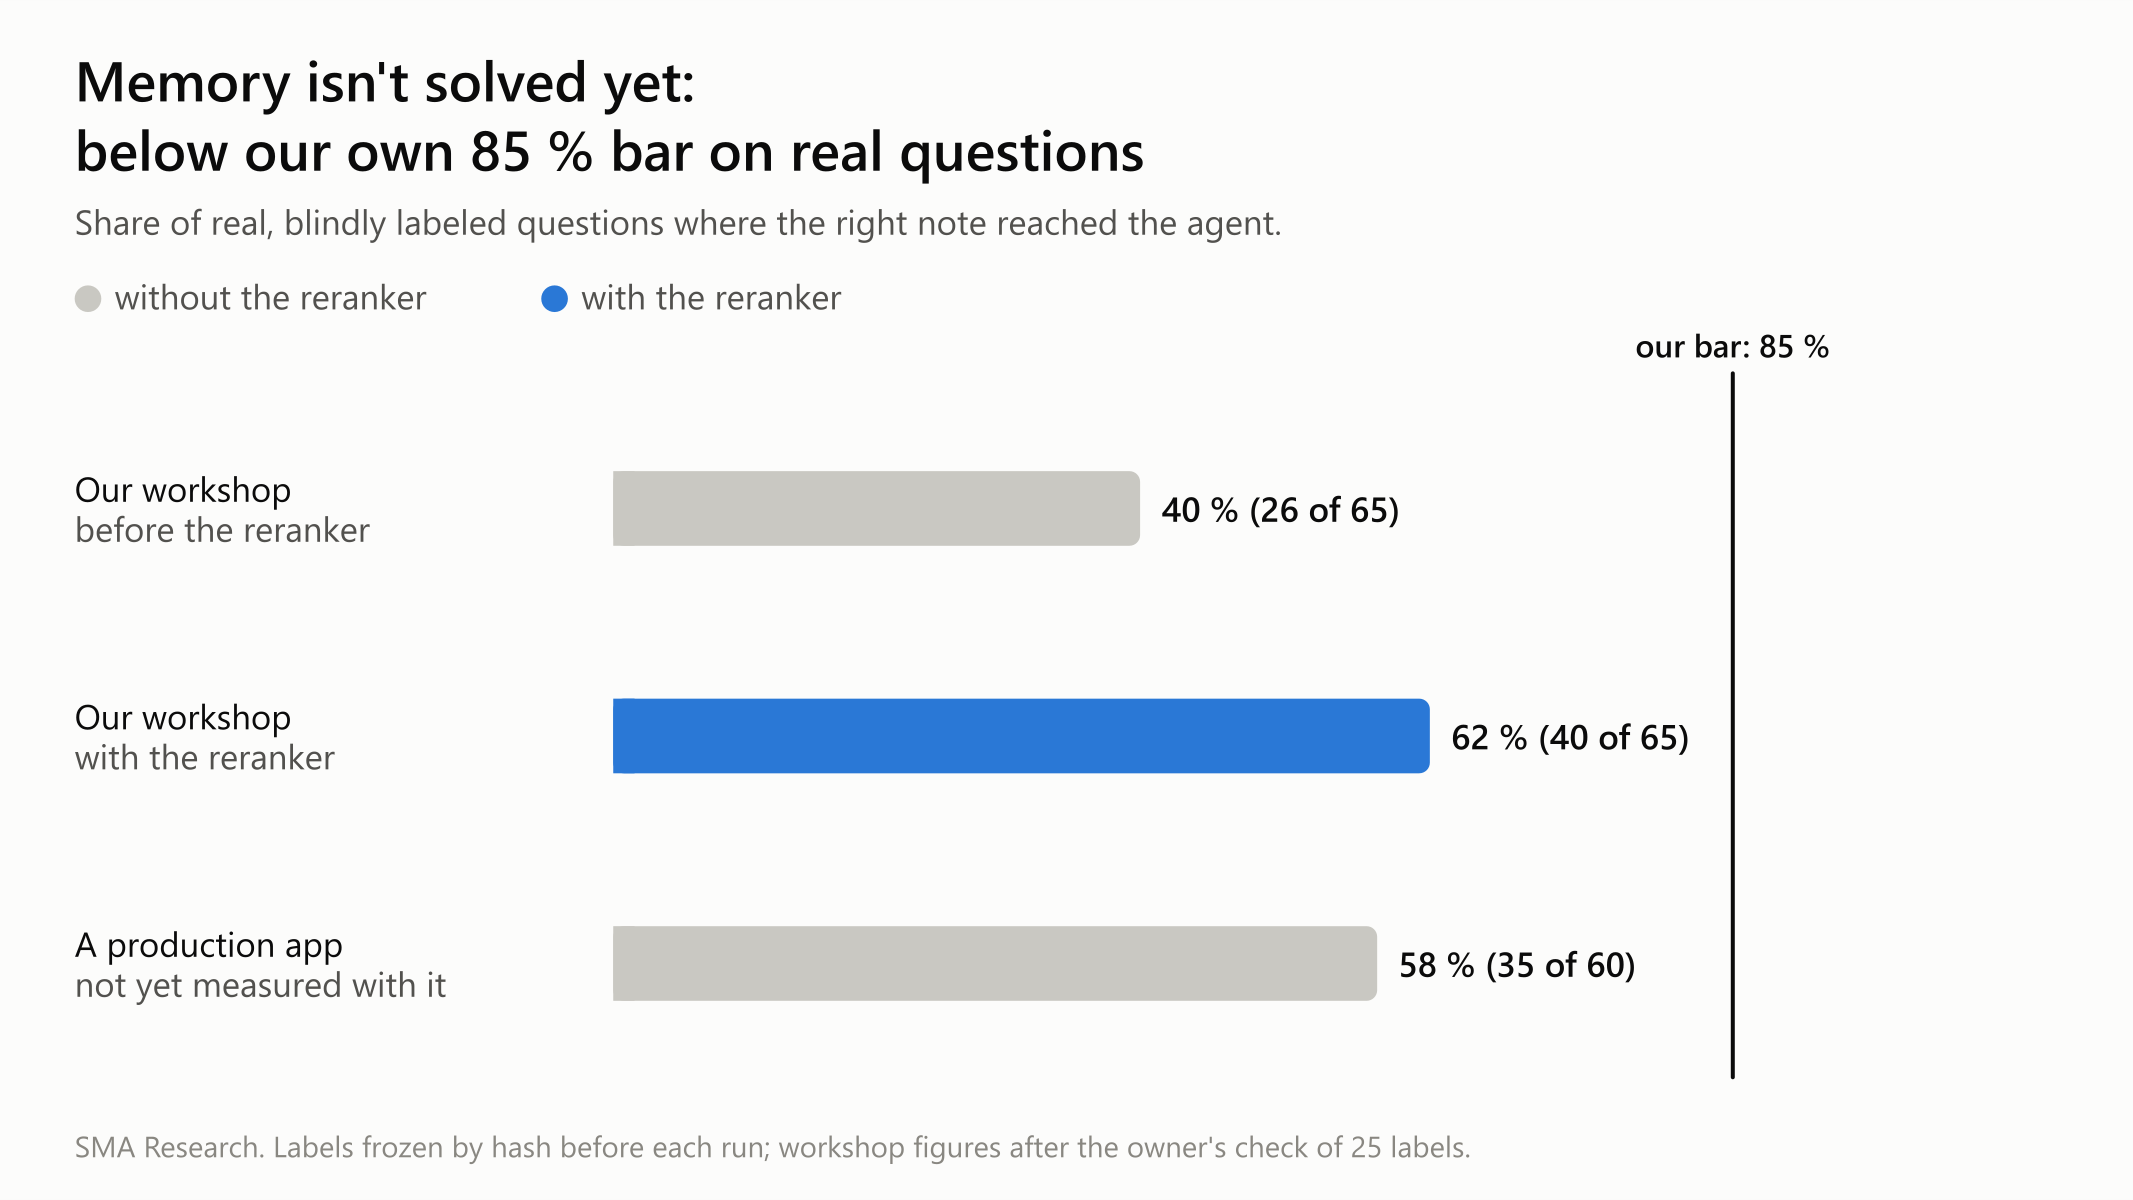 Memory isn't solved yet:
below our own 85 % bar on real questions
Share of real, blindly labeled questions where the right note reached the agent.
without the reranker
with the reranker
our bar: 85 %
Our workshop
before the reranker
40 % (26 of 65)
Our workshop
with the reranker
62 % (40 of 65)
A production app
not yet measured with it
58 % (35 of 60)
SMA Research. Labels frozen by hash before each run; workshop figures after the owner's check of 25 labels.